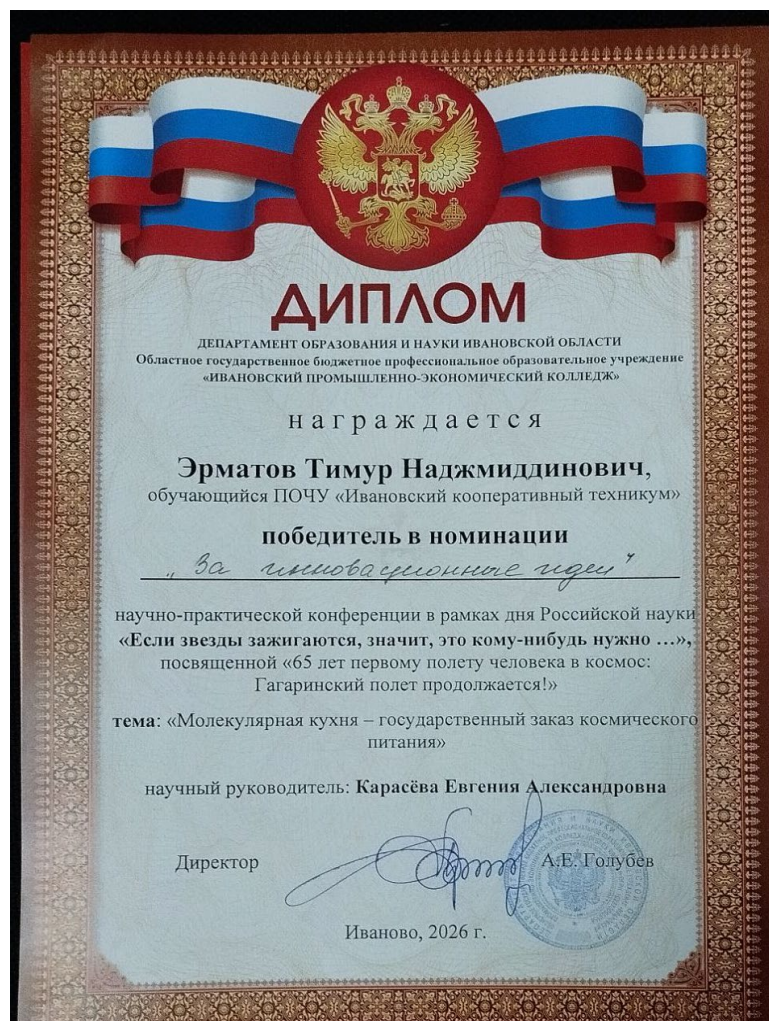 ДИПЛОМ
ДЕПАРТАМЕНТ ОБРАЗОВАНИЯ И НАУКИ ИВАНОВСКОЙ ОБЛАСТИ
Областное государственное бюджетное профессиональное образовательное учреждение
«ИВАНОВСКИЙ ПРОМЫШЛЕННО-ЭКОНОМИЧЕСКИЙ КОЛЛЕДЖ»
награждается
Эрматов Тимур Наджмиддинович,
обучающийся ПОЧУ «Ивановский кооперативный техникум»
победитель в номинации
„За инновационные идеи"
научно-практической конференции в рамках дня Российской науки
«Если звезды зажигаются, значит, это кому-нибудь нужно …»,
посвященной «65 лет первому полету человека в космос:
Гагаринский полет продолжается!»
тема: «Молекулярная кухня – государственный заказ космического
питания»
научный руководитель: Карасёва Евгения Александровна
Директор А.Е. Голубев
Иваново, 2026 г.